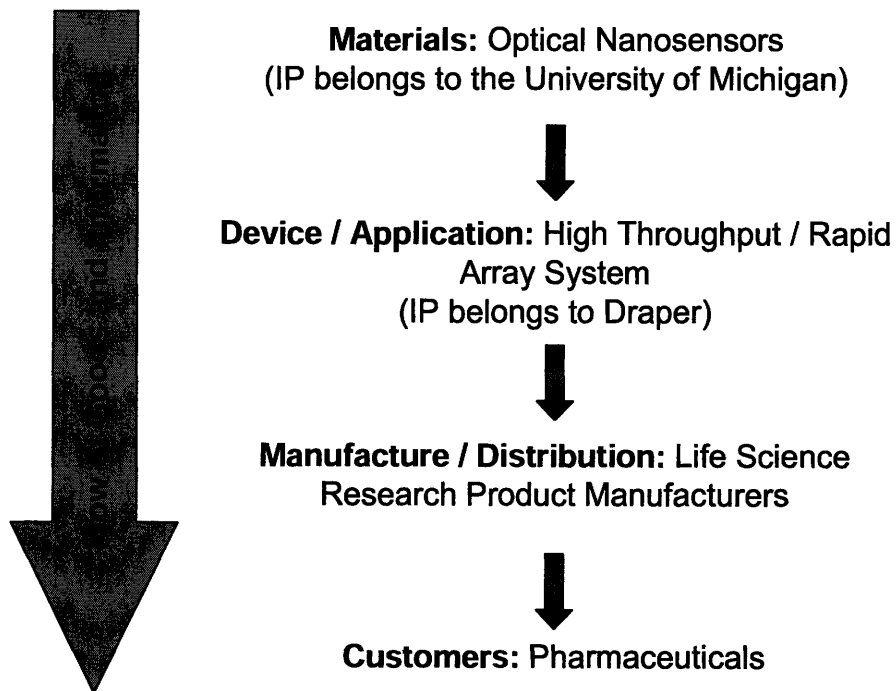 Materials: Optical Nanosensors
(IP belongs to the University of Michigan)
Device / Application: High Throughput / Rapid
Array System
(IP belongs to Draper)
Manufacture / Distribution: Life Science
Research Product Manufacturers
Customers: Pharmaceuticals